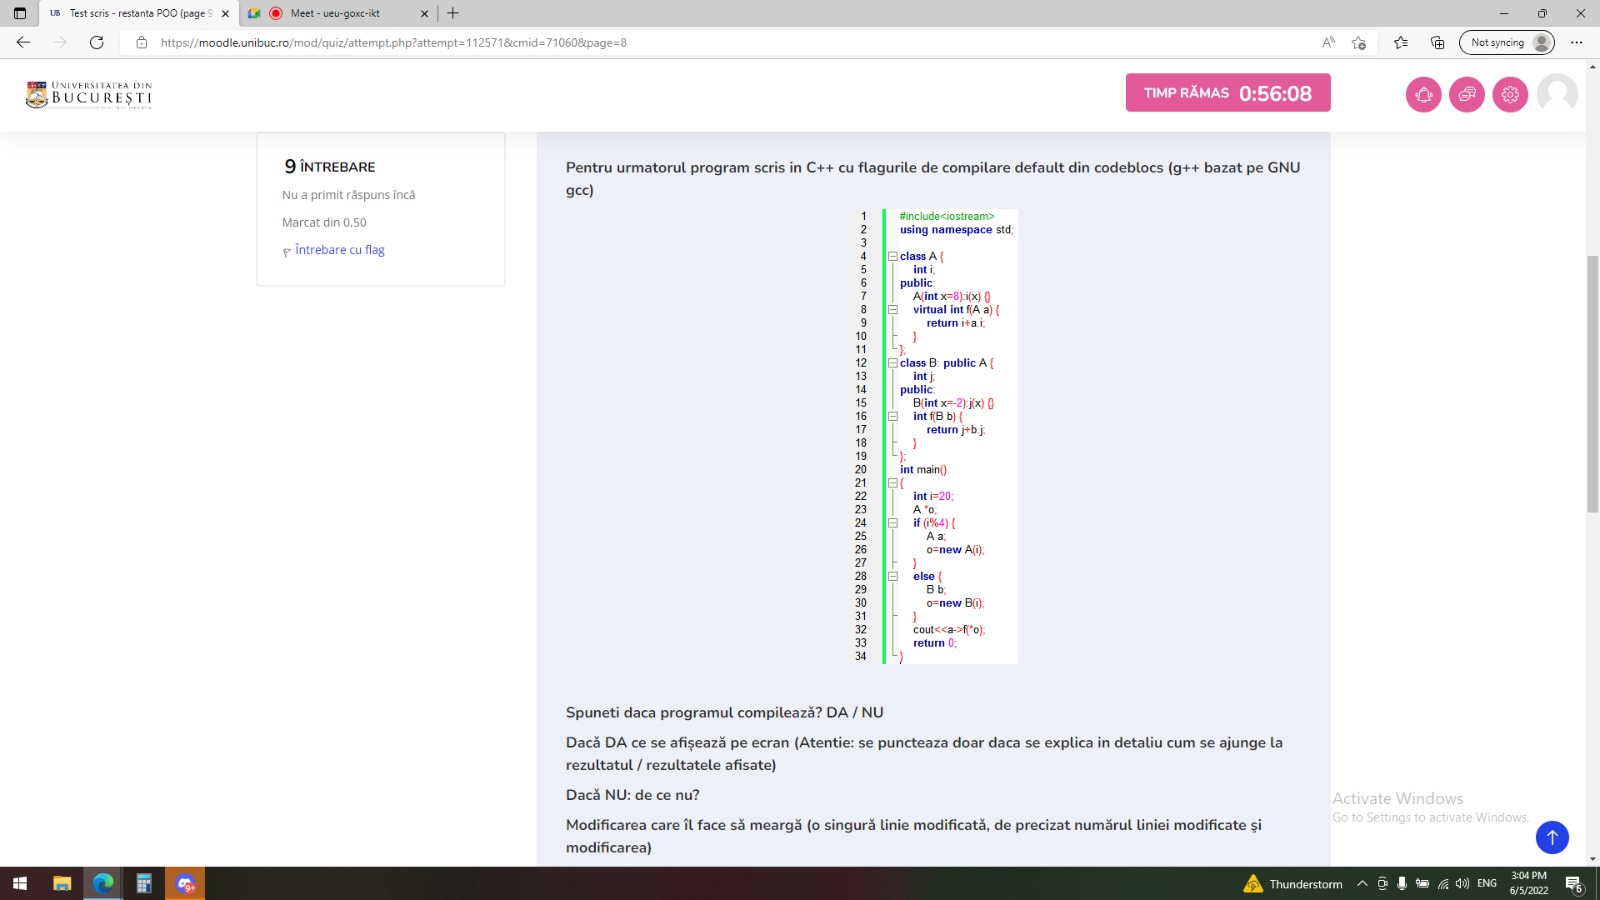 UB Test scris - restanta POO (page 9
Meet - ueu-goxc-ikt
https://moodle.unibuc.ro/mod/quiz/attempt.php?attempt=112571&cmid=71060&page=8
Not syncing
UNIVERSITATEA DIN
BUCUREȘTI
TIMP RĂMAS 0:56:08
9 ÎNTREBARE
Nu a primit răspuns încă
Marcat din 0,50
Întrebare cu flag
Pentru urmatorul program scris in C++ cu flagurile de compilare default din codeblocs (g++ bazat pe GNU
gcc)
1 #include<iostream>
2 using namespace std;
3
4 class A {
5 int i;
6 public:
7 A(int x=8):i(x) {}
8 virtual int f(A a) {
9 return i+a.i;
10 }
11 };
12 class B: public A {
13 int j;
14 public:
15 B(int x=-2):j(x) {}
16 int f(B b) {
17 return j+b.j;
18 }
19 };
20 int main()
21 {
22 int i=20;
23 A *o;
24 if (i%4) {
25 A a;
26 o=new A(i);
27 }
28 else {
29 B b;
30 o=new B(i);
31 }
32 cout<<a->f(*o);
33 return 0;
34 }
Spuneti daca programul compilează? DA / NU
Dacă DA ce se afișează pe ecran (Atentie: se puncteaza doar daca se explica in detaliu cum se ajunge la
rezultatul / rezultatele afisate)
Dacă NU: de ce nu?
Modificarea care îl face să meargă (o singură linie modificată, de precizat numărul liniei modificate şi
modificarea)
Activate Windows
Go to Settings to activate Windows.
9+
Thunderstorm
ENG
3:04 PM
6/5/2022
6